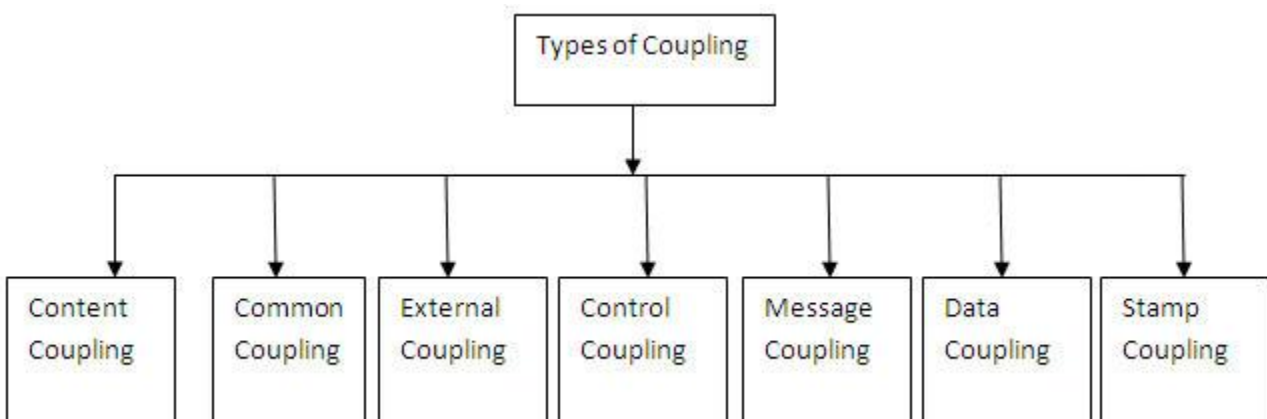 Types of Coupling
Content
Coupling
Common
Coupling
External
Coupling
Control
Coupling
Message
Coupling
Data
Coupling
Stamp
Coupling